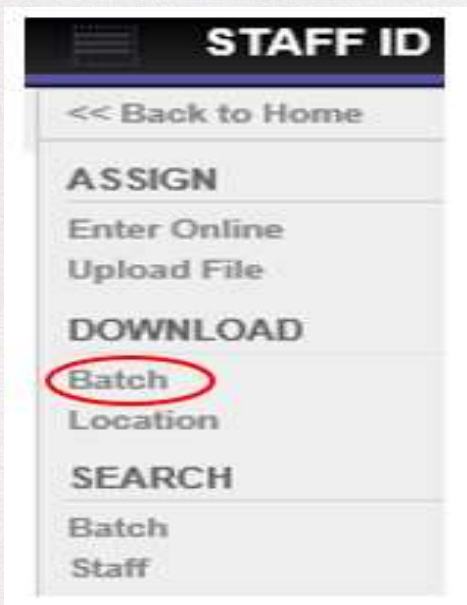 STAFF ID
<< Back to Home
ASSIGN
Enter Online
Upload File
DOWNLOAD
Batch
Location
SEARCH
Batch
Staff